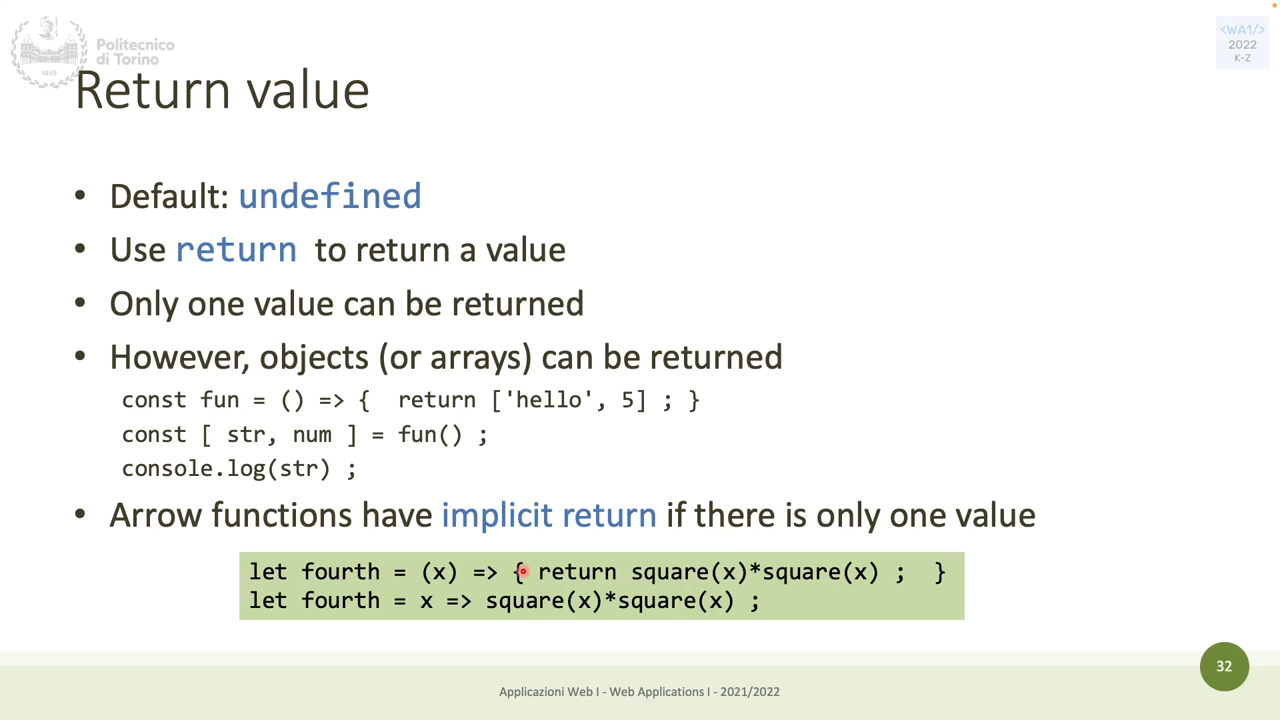 Politecnico
di Torino
1859
<WA1/>
2022
K-Z
Return value
• Default: undefined
• Use return to return a value
• Only one value can be returned
• However, objects (or arrays) can be returned
const fun = () => { return ['hello', 5] ; }
const [ str, num ] = fun() ;
console.log(str) ;
• Arrow functions have implicit return if there is only one value
let fourth = (x) => { return square(x)*square(x) ; }
let fourth = x => square(x)*square(x) ;
32
Applicazioni Web I - Web Applications I - 2021/2022